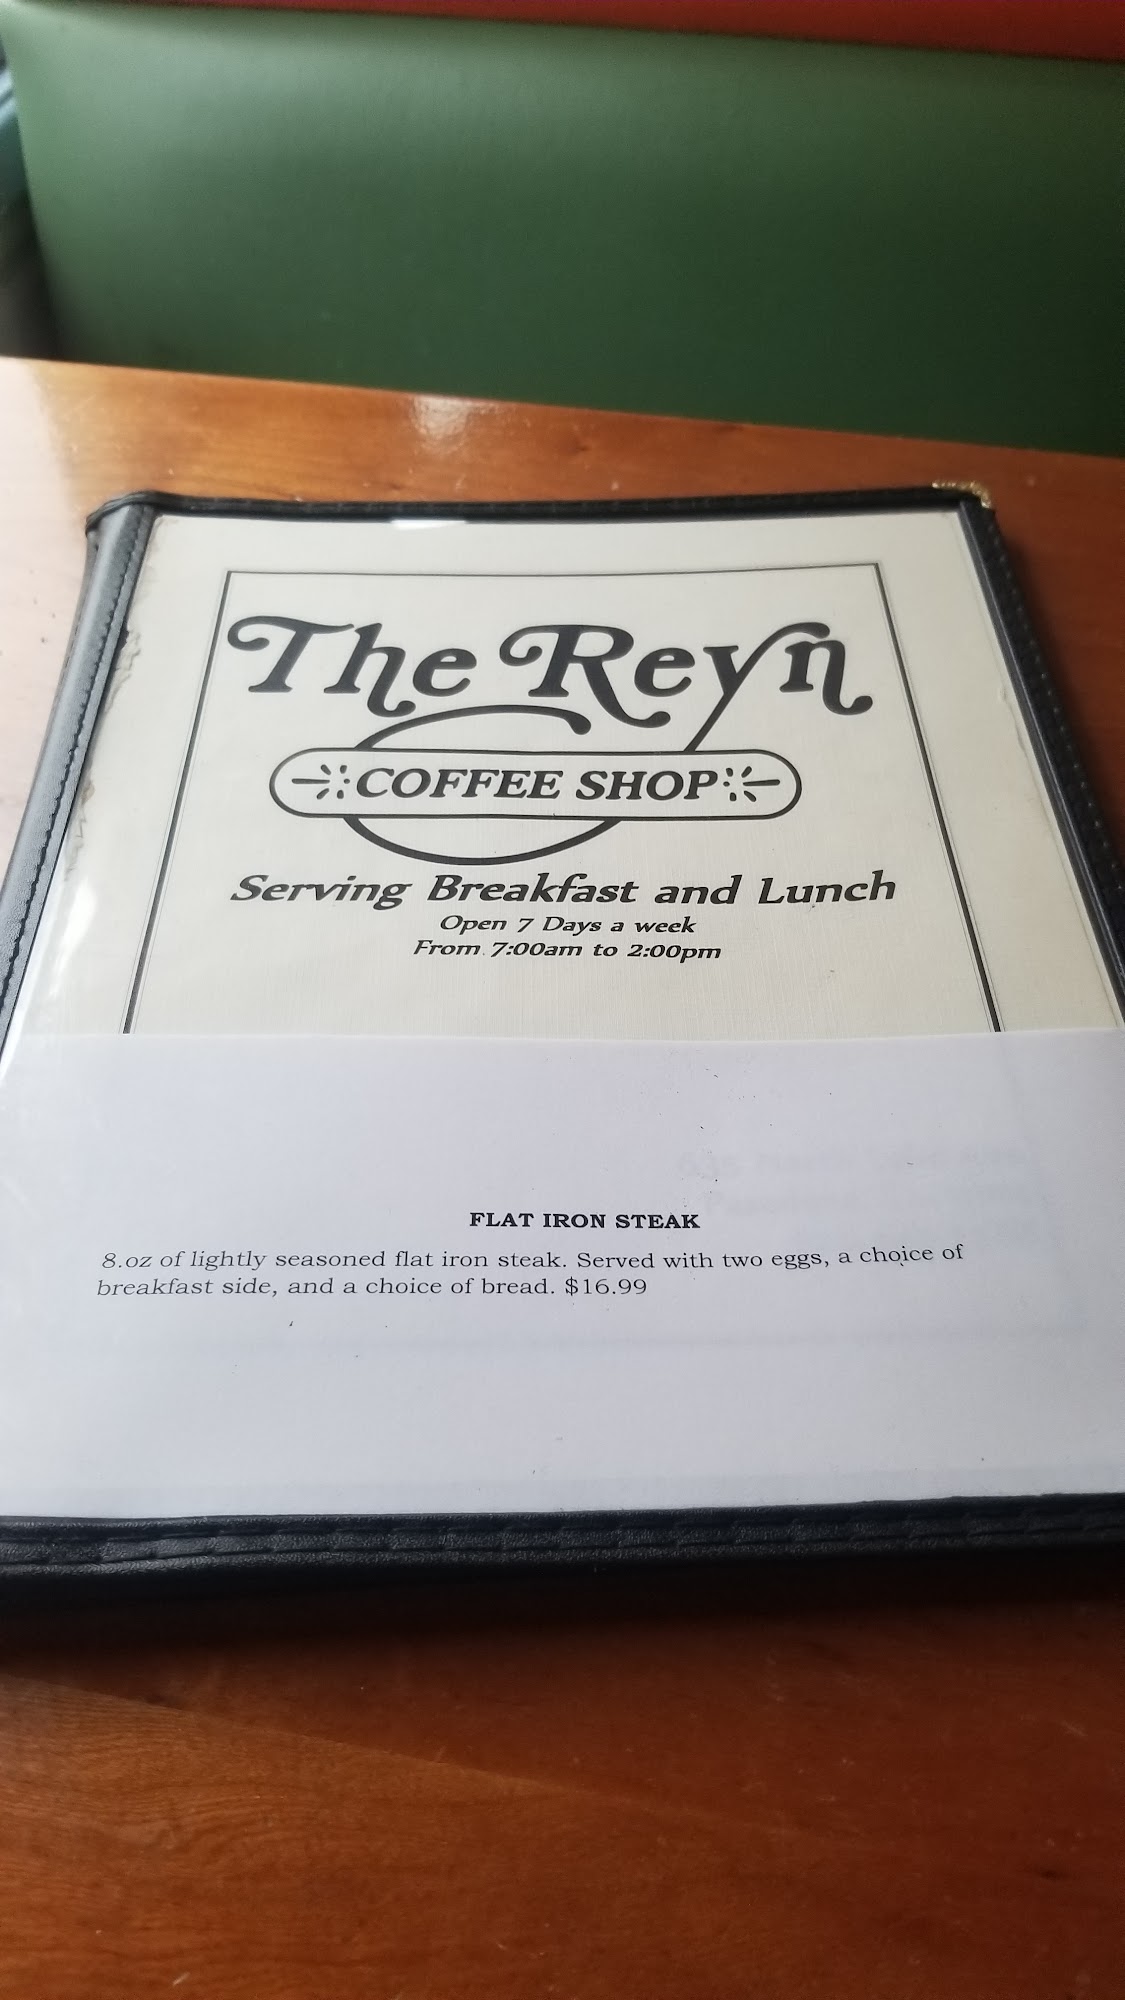 The Reyn
COFFEE SHOP
Serving Breakfast and Lunch
Open 7 Days a week
From 7:00am to 2:00pm
FLAT IRON STEAK
8.oz of lightly seasoned flat iron steak. Served with two eggs, a choice of
breakfast side, and a choice of bread. $16.99